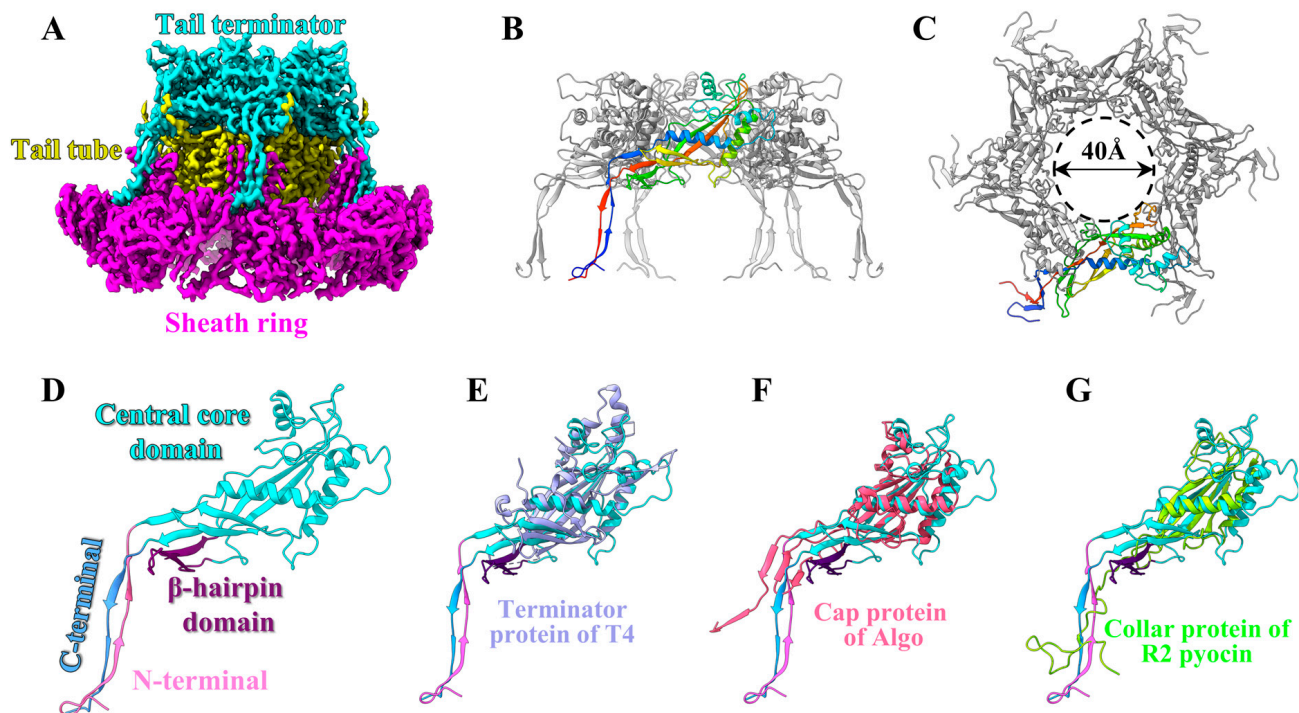 A
Tail terminator
Tail tube
Sheath ring
B
C
40Å
D
Central core
domain
C-terminal
β-hairpin
domain
N-terminal
E
Terminator
protein of T4
F
Cap protein
of Algo
G
Collar protein of
R2 pyocin